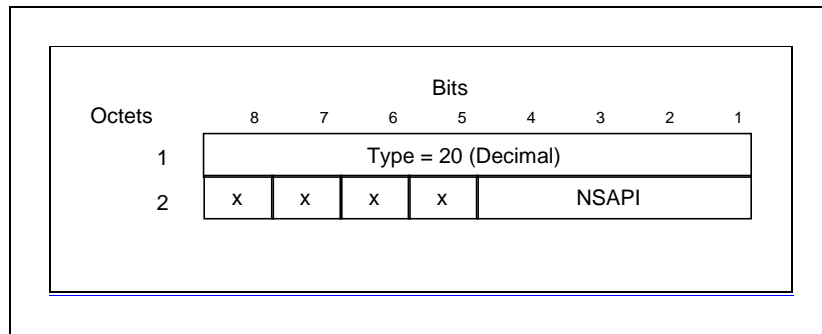 Bits
Octets 8 7 6 5 4 3 2 1
1 Type = 20 (Decimal)
2 x x x x NSAPI